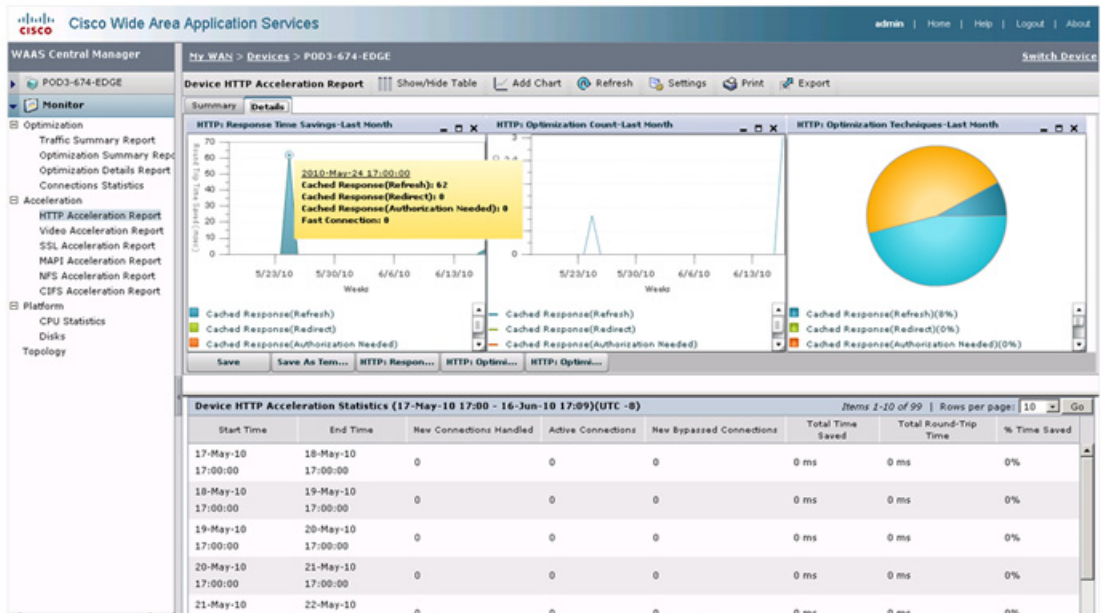 cisco Cisco Wide Area Application Services
admin | Home | Help | Logout | About
WAAS Central Manager
My WAN > Devices > POD3-674-EDGE
Switch Device
POD3-674-EDGE
Monitor
Optimization
Traffic Summary Report
Optimization Summary Repo
Optimization Details Report
Connections Statistics
Acceleration
HTTP Acceleration Report
Video Acceleration Report
SSL Acceleration Report
MAPI Acceleration Report
NFS Acceleration Report
CIFS Acceleration Report
Platform
CPU Statistics
Disks
Topology
Device HTTP Acceleration Report Show/Hide Table Add Chart Refresh Settings Print Export
Summary Details
HTTP: Response Time Savings-Last Month
70
60
50
40
30
20
10
0
Round Trip Time Saved(msec)
2010-May-24 17:00:00
Cached Response(Refresh): 62
Cached Response(Redirect): 0
Cached Response(Authorization Needed): 0
Fast Connection: 0
5/23/10 5/30/10 6/6/10 6/13/10
Weeks
Cached Response(Refresh)
Cached Response(Redirect)
Cached Response(Authorization Needed)
HTTP: Optimization Count-Last Month
3
0
5/23/10 5/30/10 6/6/10 6/13/10
Weeks
Cached Response(Refresh)
Cached Response(Redirect)
Cached Response(Authorization Needed)
HTTP: Optimization Techniques-Last Month
Cached Response(Refresh)(8%)
Cached Response(Redirect)(0%)
Cached Response(Authorization Needed)(0%)
Save Save As Tem... HTTP: Respon... HTTP: Optimi... HTTP: Optimi...
Device HTTP Acceleration Statistics (17-May-10 17:00 - 16-Jun-10 17:09)(UTC -8)
Items 1-10 of 99 | Rows per page: 10 Go
Start Time End Time New Connections Handled Active Connections New Bypassed Connections Total Time Saved Total Round-Trip Time % Time Saved
17-May-10 17:00:00 18-May-10 17:00:00 0 0 0 0 ms 0 ms 0%
18-May-10 17:00:00 19-May-10 17:00:00 0 0 0 0 ms 0 ms 0%
19-May-10 17:00:00 20-May-10 17:00:00 0 0 0 0 ms 0 ms 0%
20-May-10 17:00:00 21-May-10 17:00:00 0 0 0 0 ms 0 ms 0%
21-May-10 22-May-10 0 0 0 0 ms 0 ms 0%